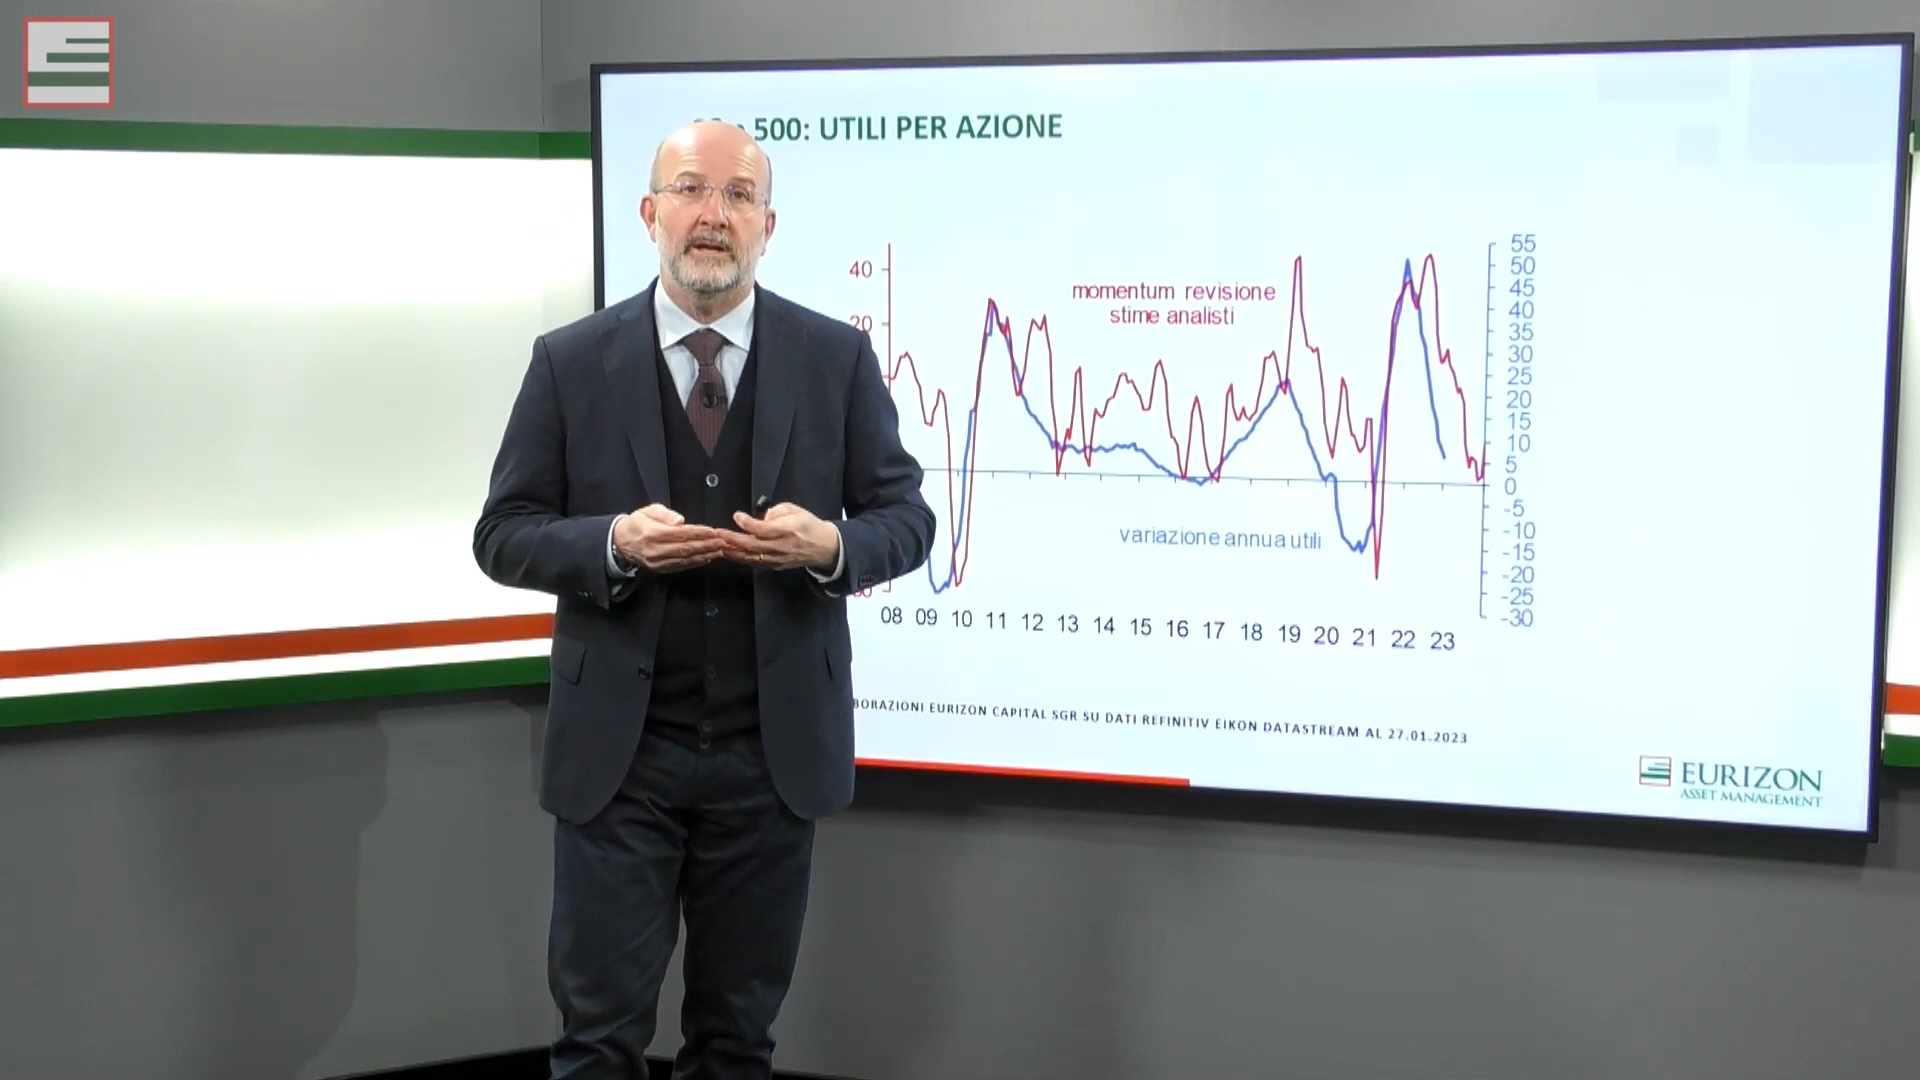 500: UTILI PER AZIONE
momentum revisione
stime analisti
variazione annua utili
40
20
55
50
45
40
35
30
25
20
15
10
5
0
-5
-10
-15
-20
-25
-30
08 09 10 11 12 13 14 15 16 17 18 19 20 21 22 23
EURIZON CAPITAL SGR SU DATI REFINITIV EIKON DATASTREAM AL 27.01.2023
EURIZON
ASSET MANAGEMENT